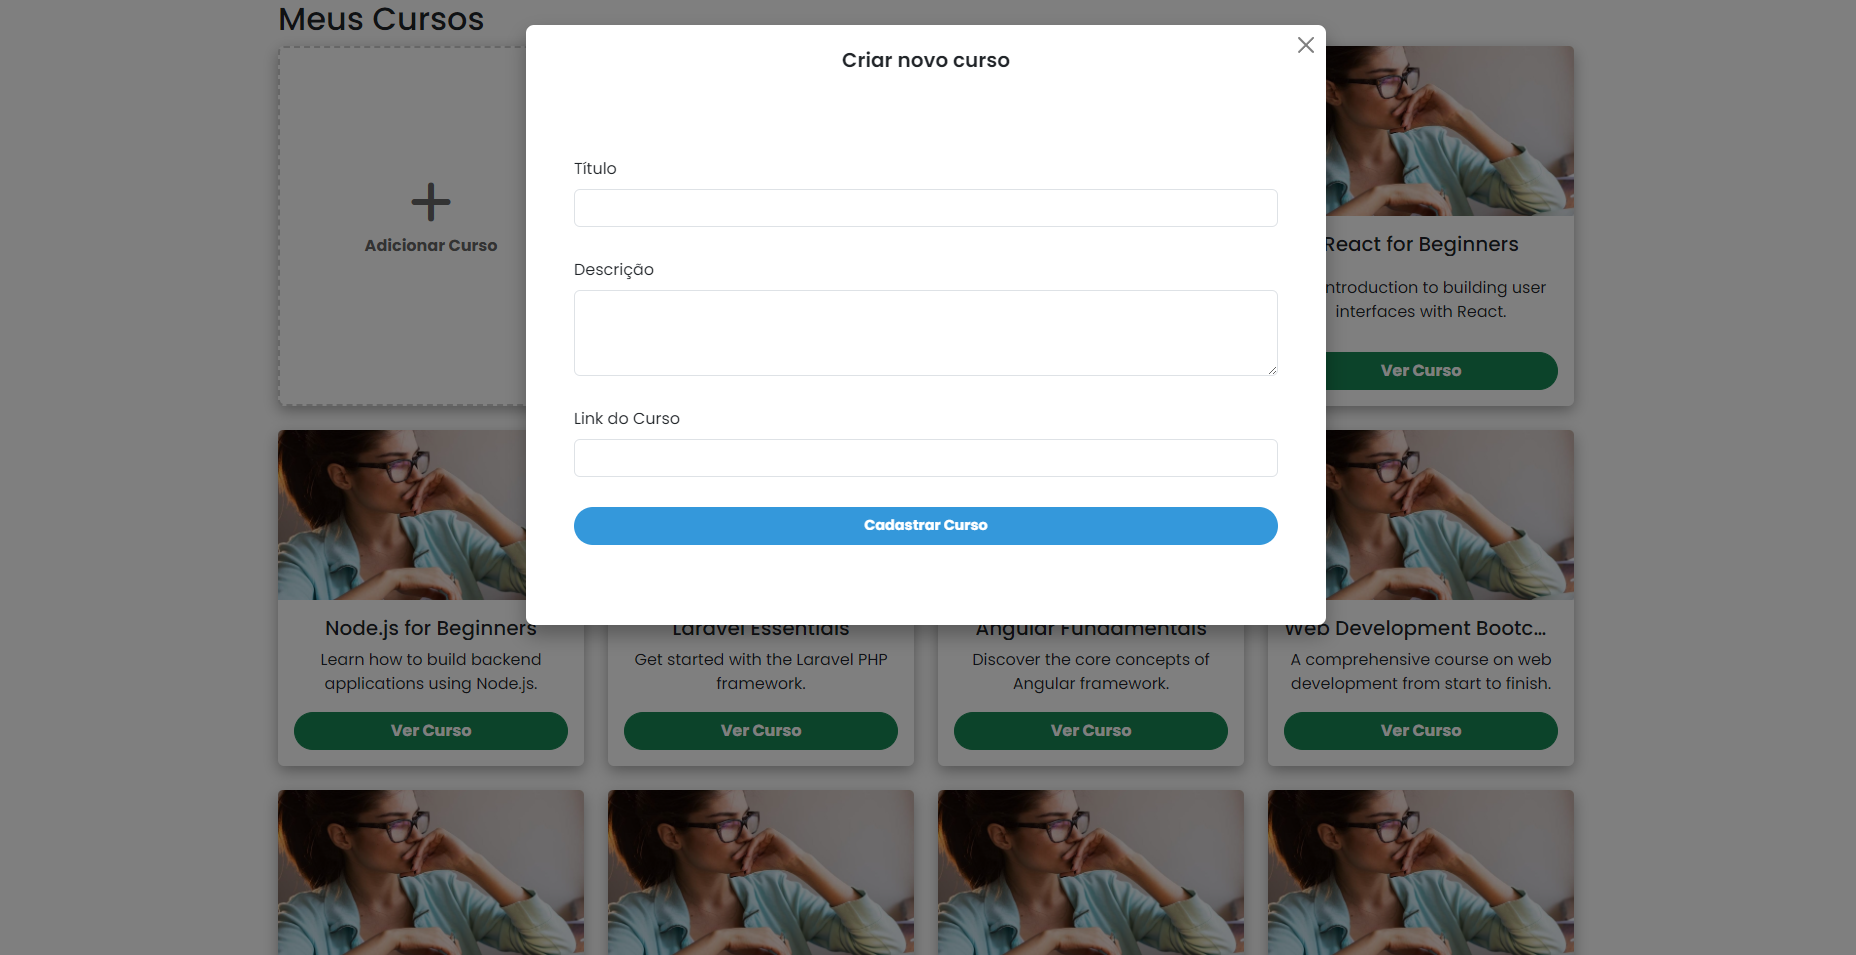 Meus Cursos
Criar novo curso
Título
Descrição
Link do Curso
Cadastrar Curso
Adicionar Curso
React for Beginners
ntroduction to building user
interfaces with React.
Ver Curso
Node.js for Beginners
Learn how to build backend
applications using Node.js.
Ver Curso
Laravel Essentials
Get started with the Laravel PHP
framework.
Ver Curso
Angular Fundamentals
Discover the core concepts of
Angular framework.
Ver Curso
Web Development Bootc...
A comprehensive course on web
development from start to finish.
Ver Curso